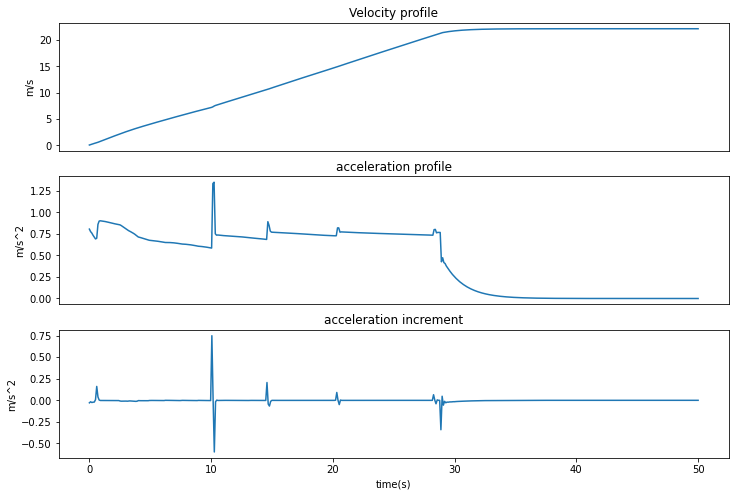 Velocity profile
20
15
10
5
0
m/s
acceleration profile
1.25
1.00
0.75
0.50
0.25
0.00
m/s^2
acceleration increment
0.75
0.50
0.25
0.00
−0.25
−0.50
m/s^2
0 10 20 30 40 50
time(s)